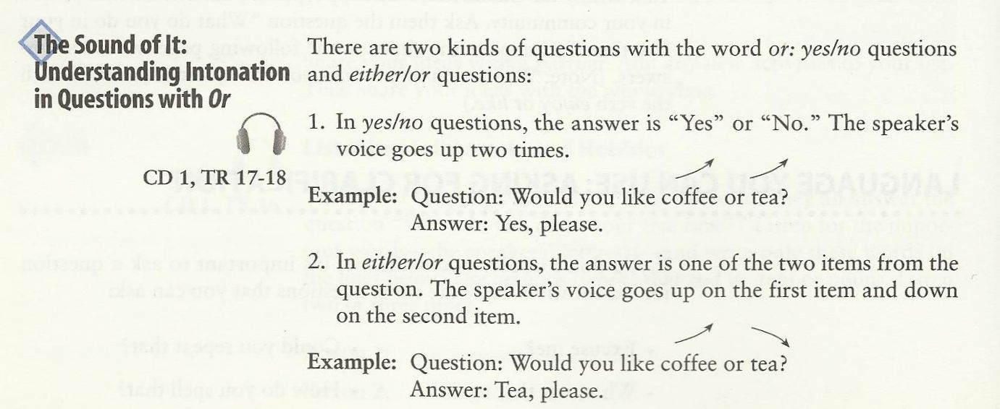 The Sound of It:
Understanding Intonation
in Questions with Or
CD 1, TR 17-18
There are two kinds of questions with the word or: yes/no questions
and either/or questions:
1. In yes/no questions, the answer is “Yes” or “No.” The speaker’s
voice goes up two times.
Example: Question: Would you like coffee or tea?
Answer: Yes, please.
2. In either/or questions, the answer is one of the two items from the
question. The speaker’s voice goes up on the first item and down
on the second item.
Example: Question: Would you like coffee or tea?
Answer: Tea, please.